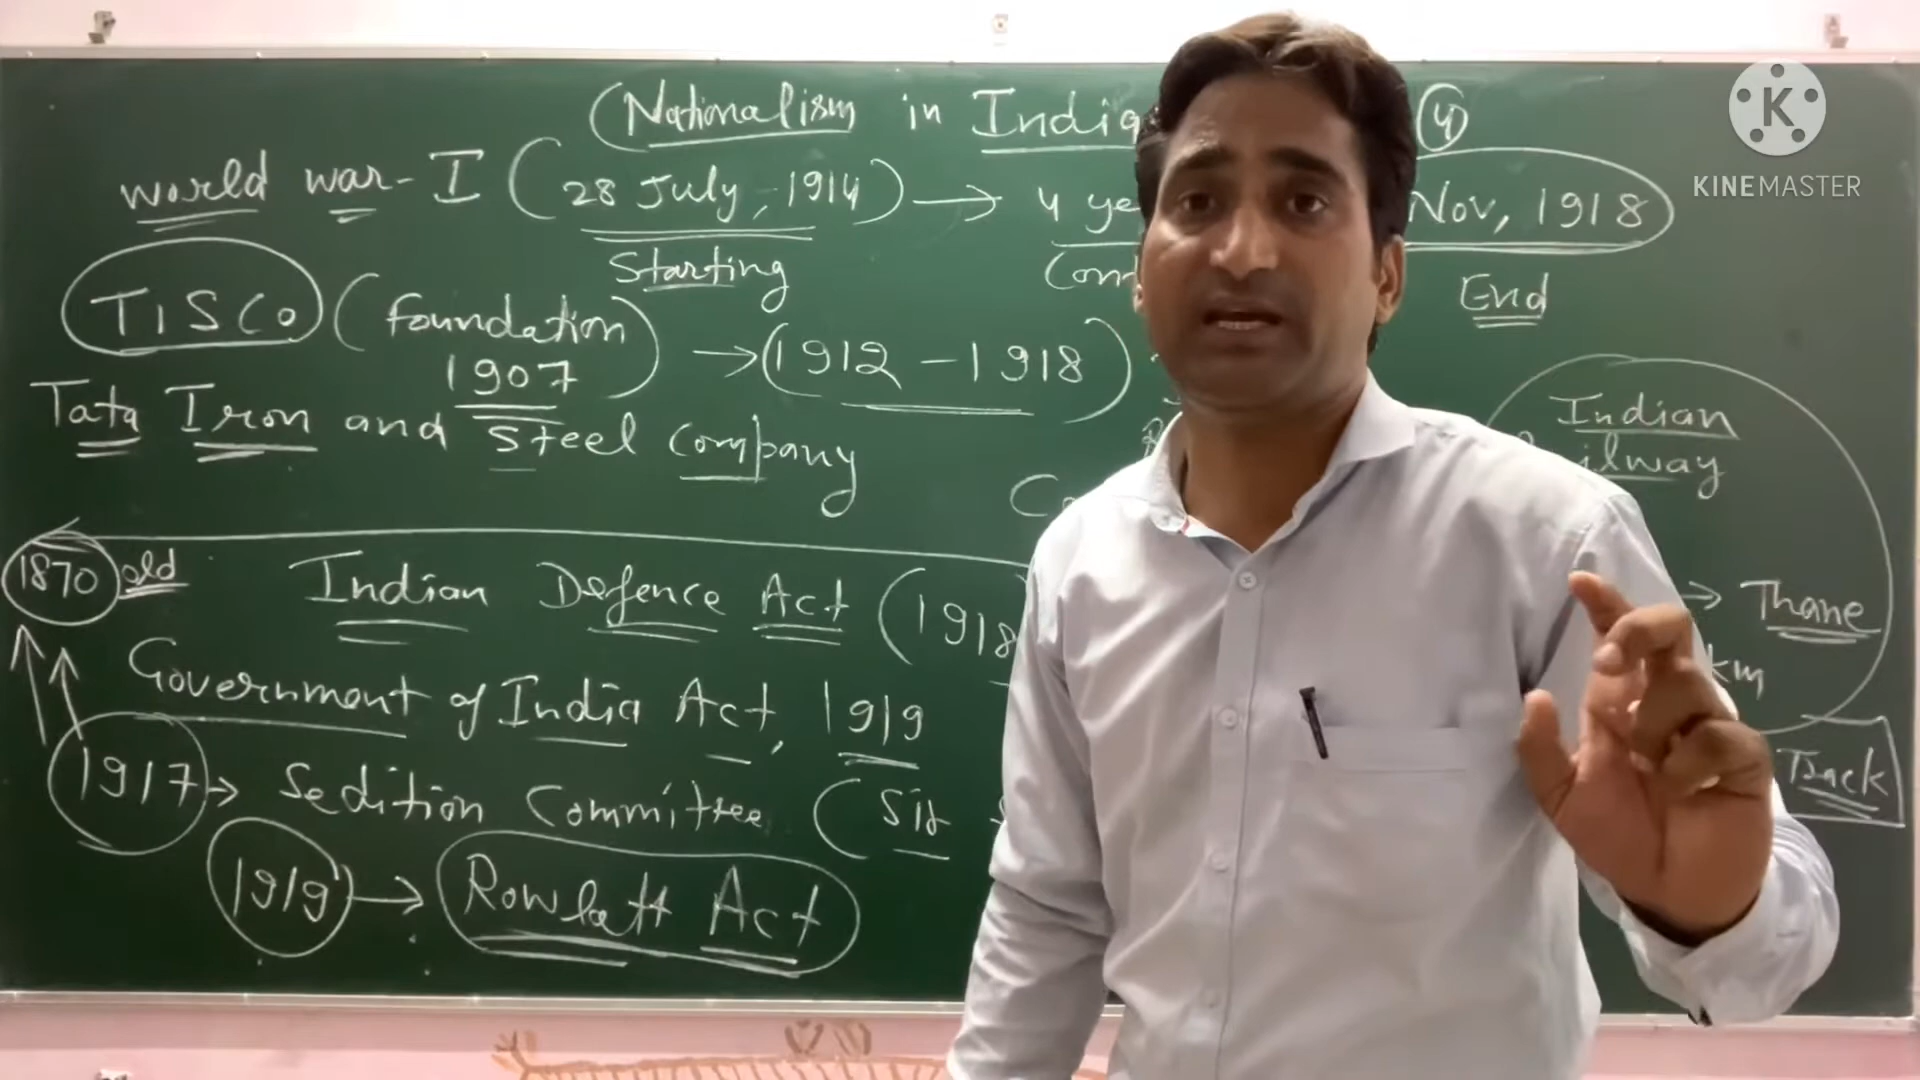 (Nationalism in India 4
World war-I (28 July, 1914) → 4 ye Nov, 1918
Starting Con End
TISCo (foundation 1907) → (1912 - 1918)
Tata Iron and Steel Company
Indian
ilway
1870 old Indian Defence Act (1918
→ Thane
km
Government of India Act, 1919
1917 → Sedition Committee (Sir
Track
1919 → Rowlatt Act
KINEMASTER